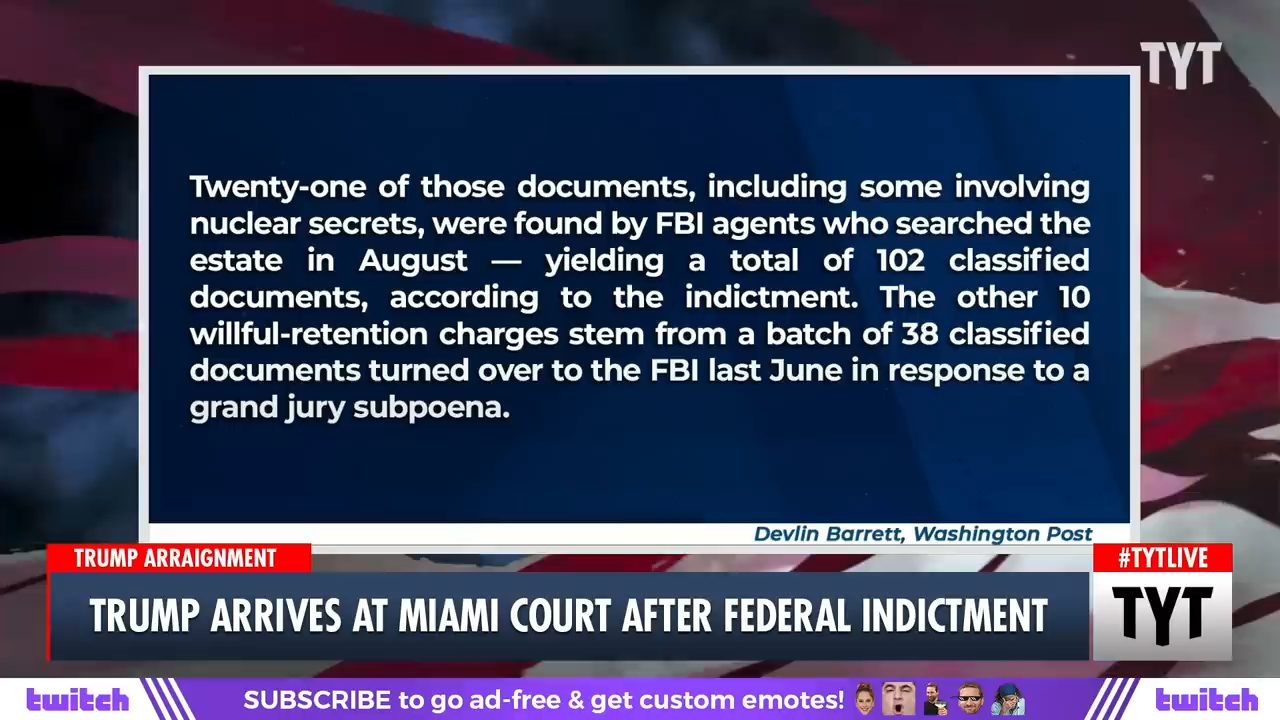 TYT
Twenty-one of those documents, including some involving
nuclear secrets, were found by FBI agents who searched the
estate in August — yielding a total of 102 classified
documents, according to the indictment. The other 10
willful-retention charges stem from a batch of 38 classified
documents turned over to the FBI last June in response to a
grand jury subpoena.
Devlin Barrett, Washington Post
TRUMP ARRAIGNMENT
#TYTLIVE
TRUMP ARRIVES AT MIAMI COURT AFTER FEDERAL INDICTMENT
TYT
twitch
SUBSCRIBE to go ad-free & get custom emotes!
twitch